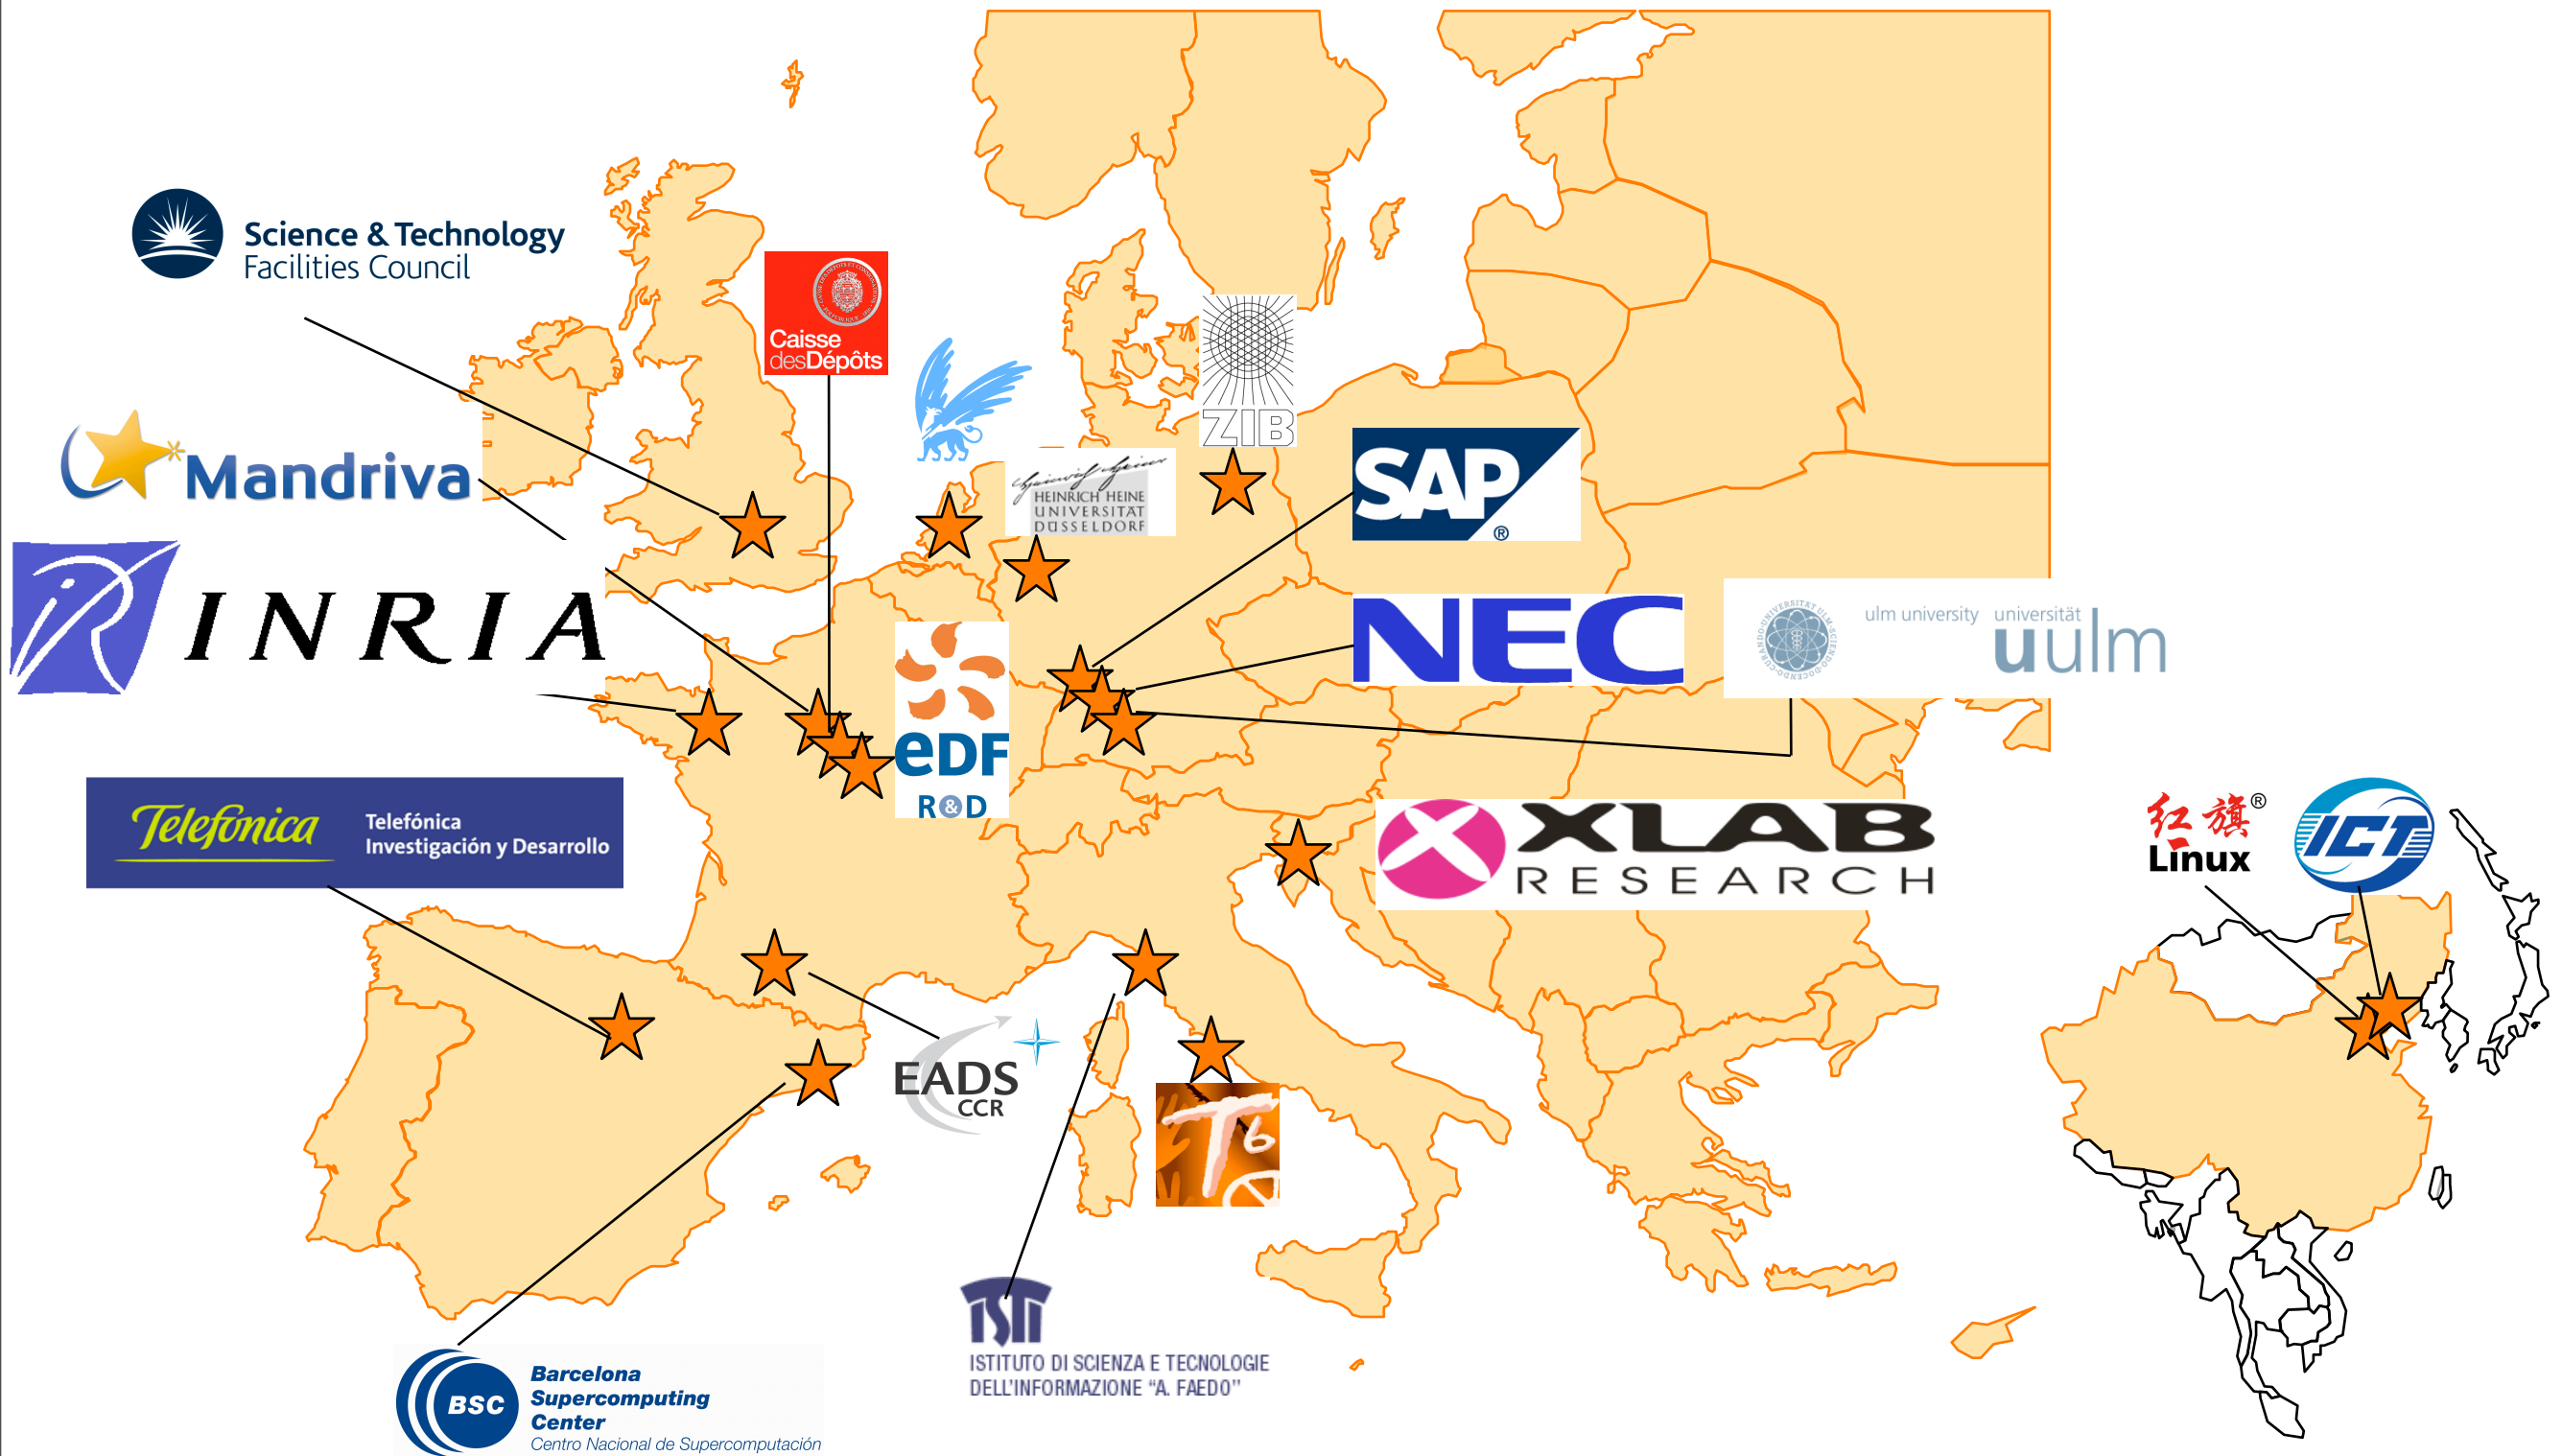 Science & Technology
Facilities Council
Caisse
desDépôts
ZIB
Mandriva
HEINRICH HEINE
UNIVERSITÄT
DÜSSELDORF
SAP
®
INRIA
NEC
ulm university universität
uulm
eDF
R&D
Telefónica
Telefónica
Investigación y Desarrollo
XLAB
RESEARCH
红旗®
Linux
ICT
EADS
CCR
T6
ISTI
ISTITUTO DI SCIENZA E TECNOLOGIE
DELL'INFORMAZIONE "A. FAEDO"
BSC
Barcelona
Supercomputing
Center
Centro Nacional de Supercomputación